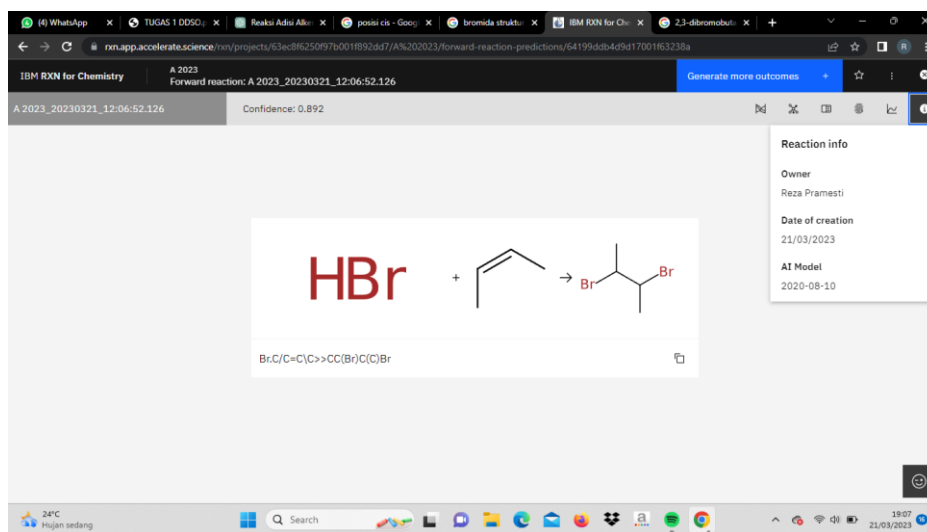 (4) WhatsApp
TUGAS 1 DDSO.p
Reaksi Adisi Alker
posisi cis - Goog
bromida struktur
IBM RXN for Che
2,3-dibromobuta
rxn.app.accelerate.science/rxn/projects/63ec8f6250f97b001f892dd7/A%202023/forward-reaction-predictions/64199ddb4d9d17001f63238a
R
IBM RXN for Chemistry
A 2023
Forward reaction: A 2023_20230321_12:06:52.126
Generate more outcomes +
A 2023_20230321_12:06:52.126
Confidence: 0.892
Reaction info
Owner
Reza Pramesti
Date of creation
21/03/2023
AI Model
2020-08-10
HBr + → Br Br
Br.C/C=C\C>>CC(Br)C(C)Br
24°C
Hujan sedang
Search
19:07
21/03/2023